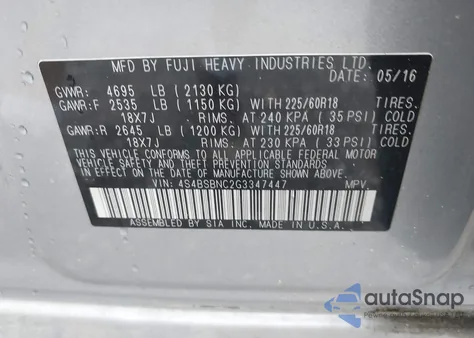 MFD BY FUJI HEAVY INDUSTRIES LTD.
DATE: 05/16
GVWR: 4695 LB (2130 KG)
GAWR:F 2535 LB (1150 KG) WITH 225/60R18 TIRES.
18X7J RIMS. AT 240 KPA (35 PSI) COLD
GAWR:R 2645 LB (1200 KG) WITH 225/60R18 TIRES.
18X7J RIMS. AT 230 KPA (33 PSI) COLD
THIS VEHICLE CONFORMS TO ALL APPLICABLE FEDERAL MOTOR
VEHICLE SAFETY AND BUMPER STANDARDS
IN EFFECT ON THE DATE OF MANUFACTURE SHOWN ABOVE.
VIN: 4S4BSBNC2G3347447 MPV.
ASSEMBLED BY SIA INC. MADE IN U.S.A.
autoSnap